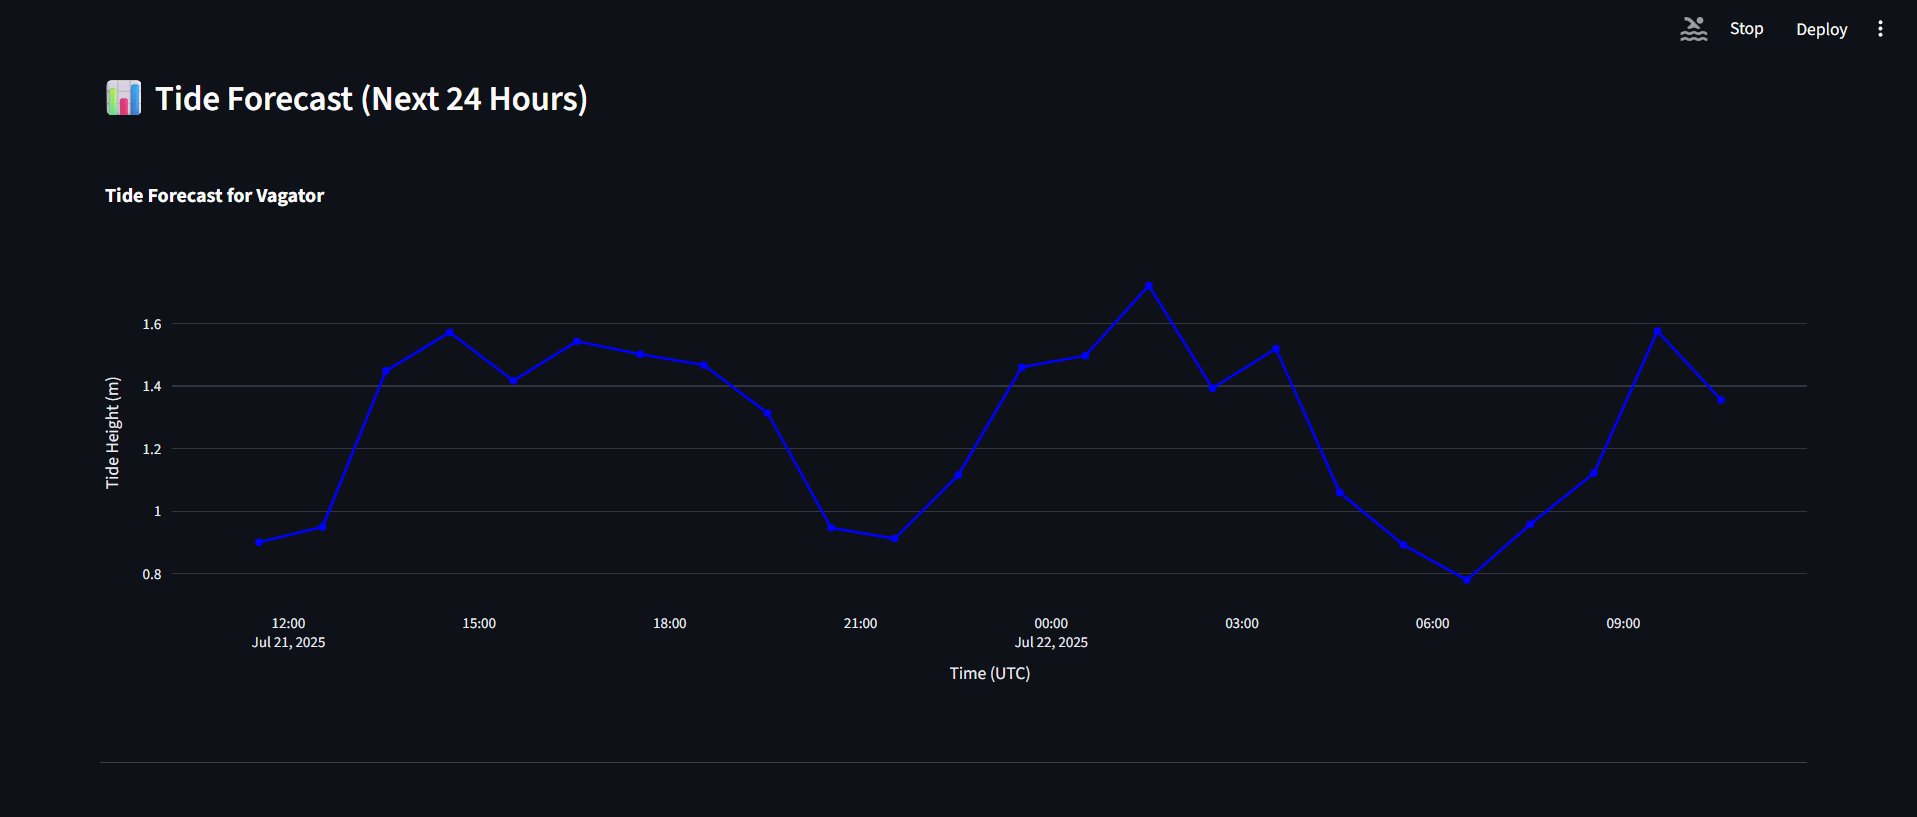 Stop Deploy
Tide Forecast (Next 24 Hours)
Tide Forecast for Vagator
Tide Height (m)
1.6
1.4
1.2
1
0.8
12:00 15:00 18:00 21:00 00:00 03:00 06:00 09:00
Jul 21, 2025 Jul 22, 2025
Time (UTC)